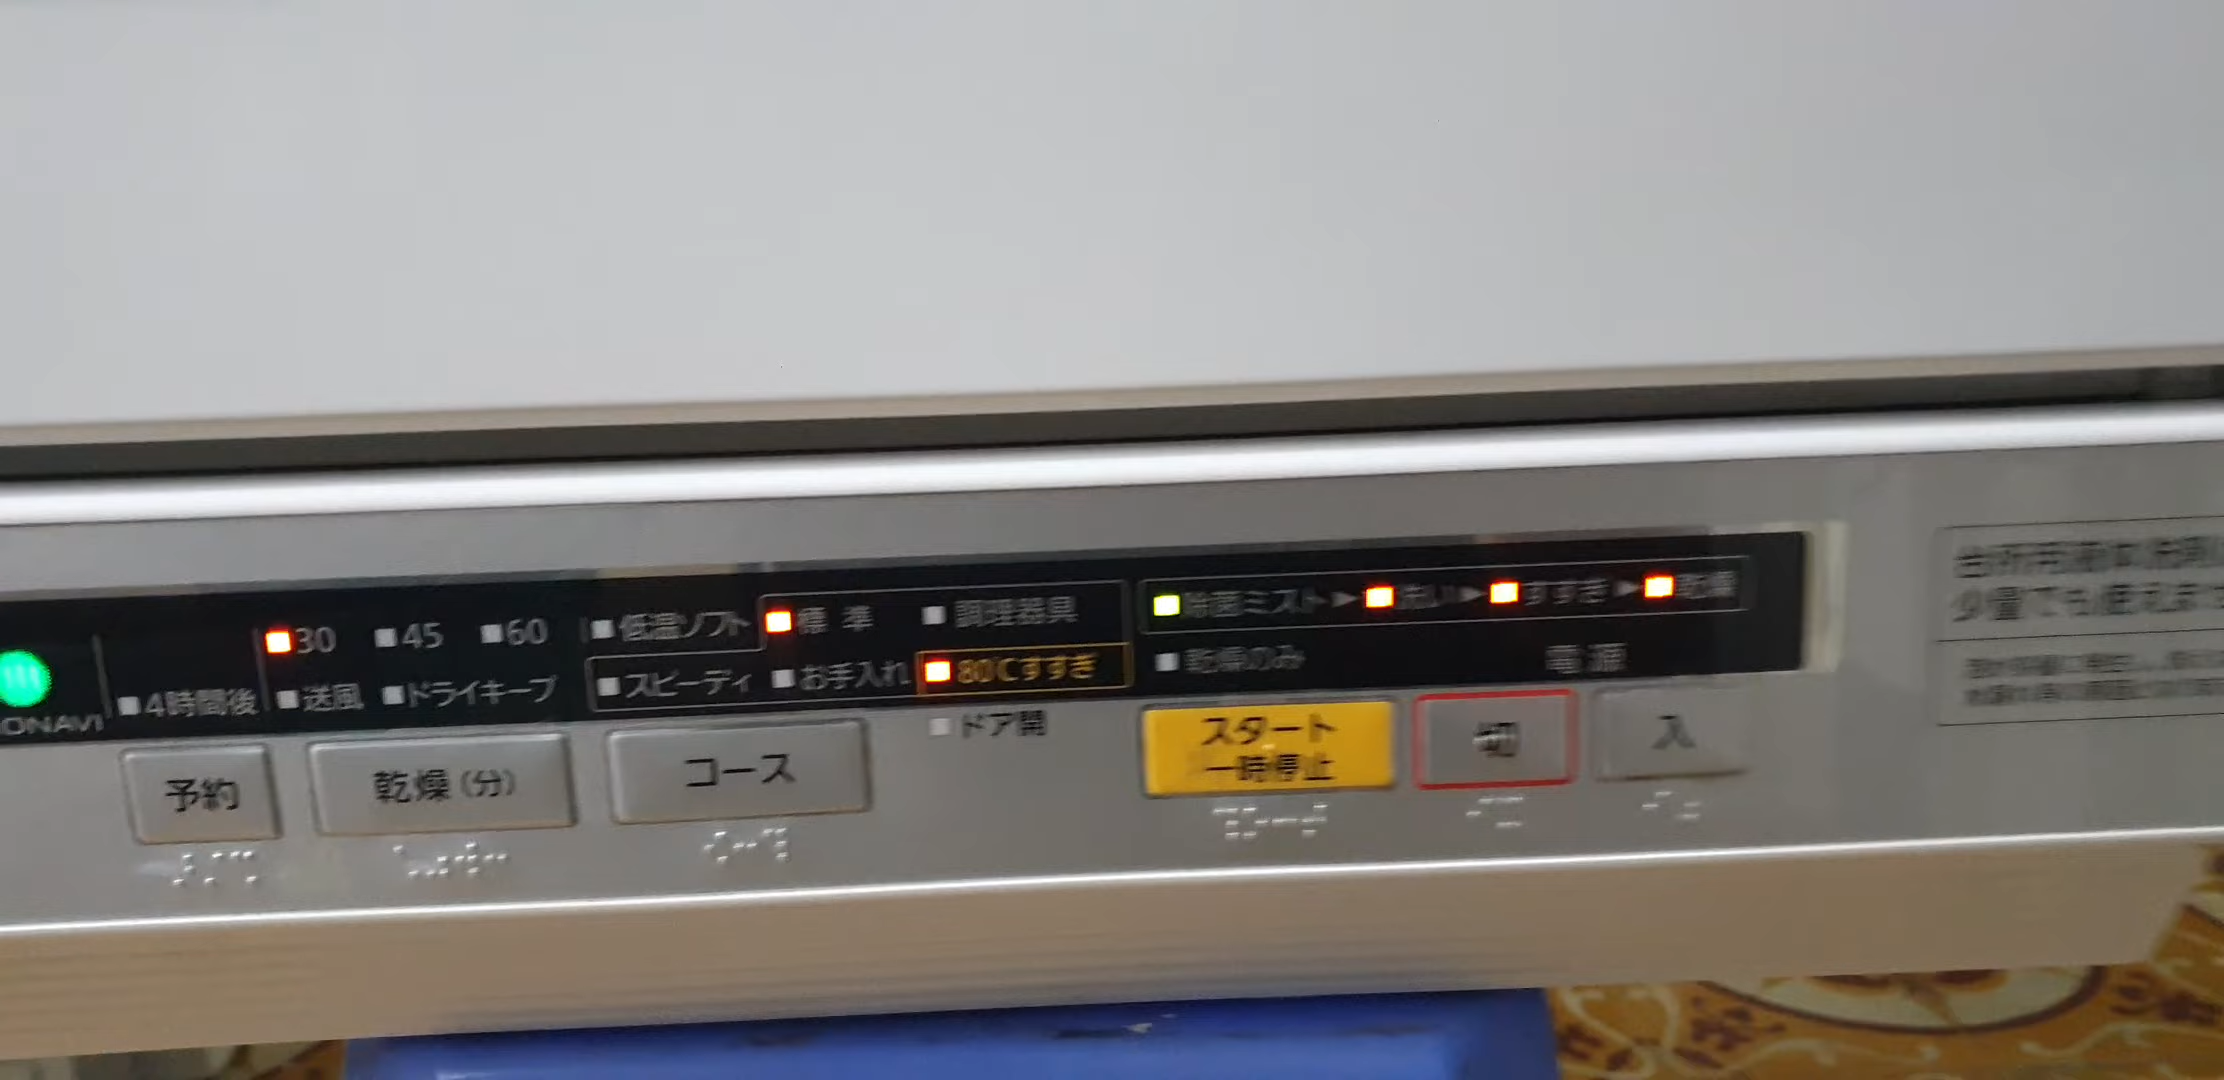 30 45 60 低温ソフト 標準 調理器具 除菌ミスト▶洗い▶すすぎ▶乾燥
4時間後 送風 ドライキープ スピーディ お手入れ 80℃すすぎ 乾燥のみ 電源
ONAVI
ドア開
予約 乾燥(分) コース スタート 切 入
一時停止